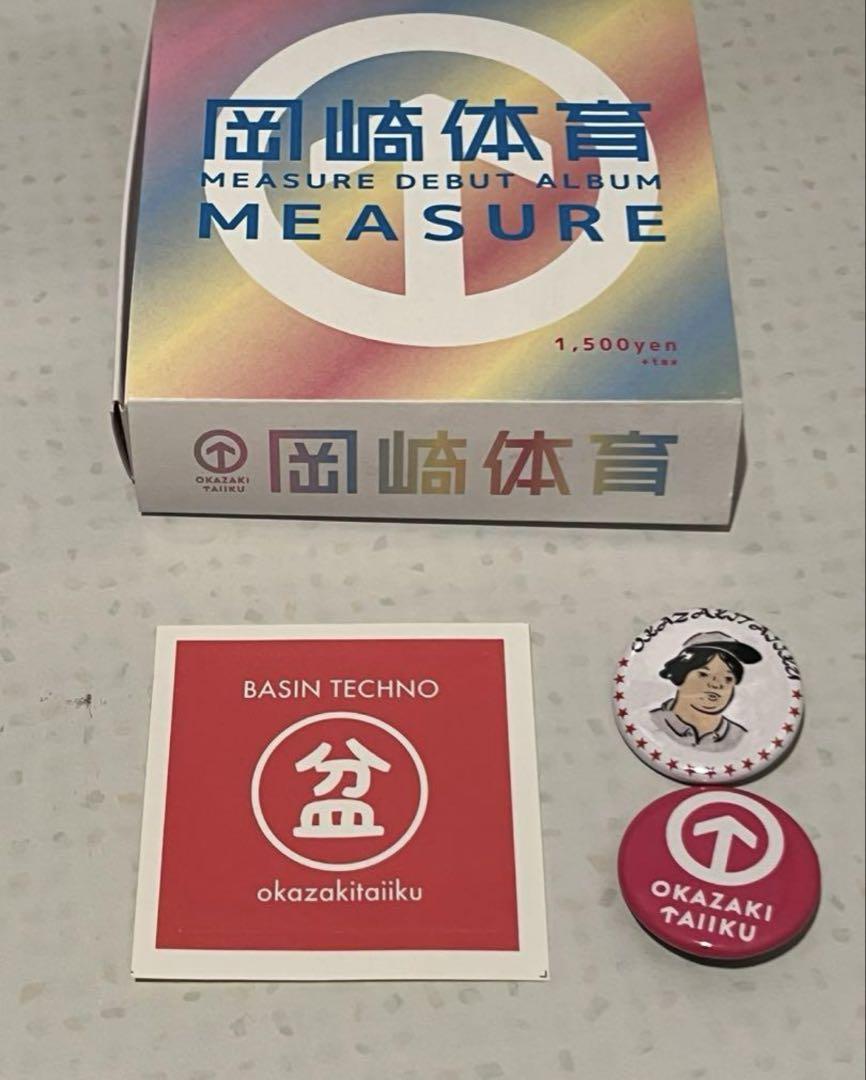 岡崎体育
MEASURE DEBUT ALBUM
MEASURE
1,500yen
+tax
OKAZAKI
TAIIKU
岡崎体育
BASIN TECHNO
盆
okazakitaiiku
OKAZAKITAIIKU
OKAZAKI
TAIIKU